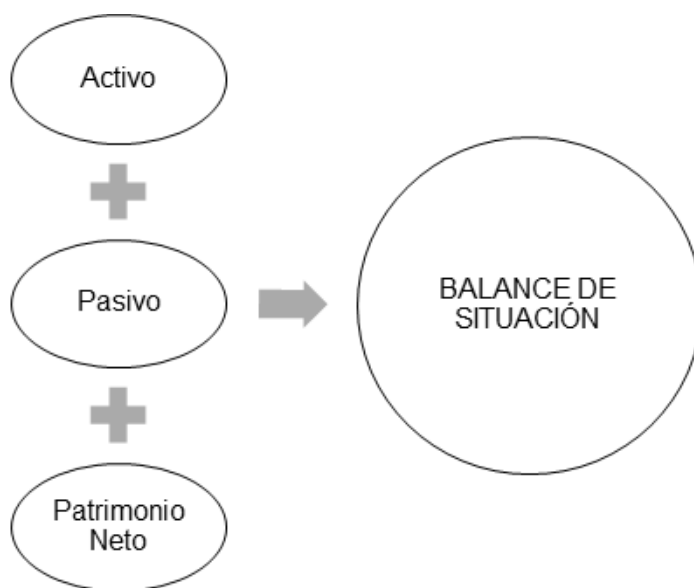 Activo
Pasivo
BALANCE DE
SITUACIÓN
Patrimonio
Neto